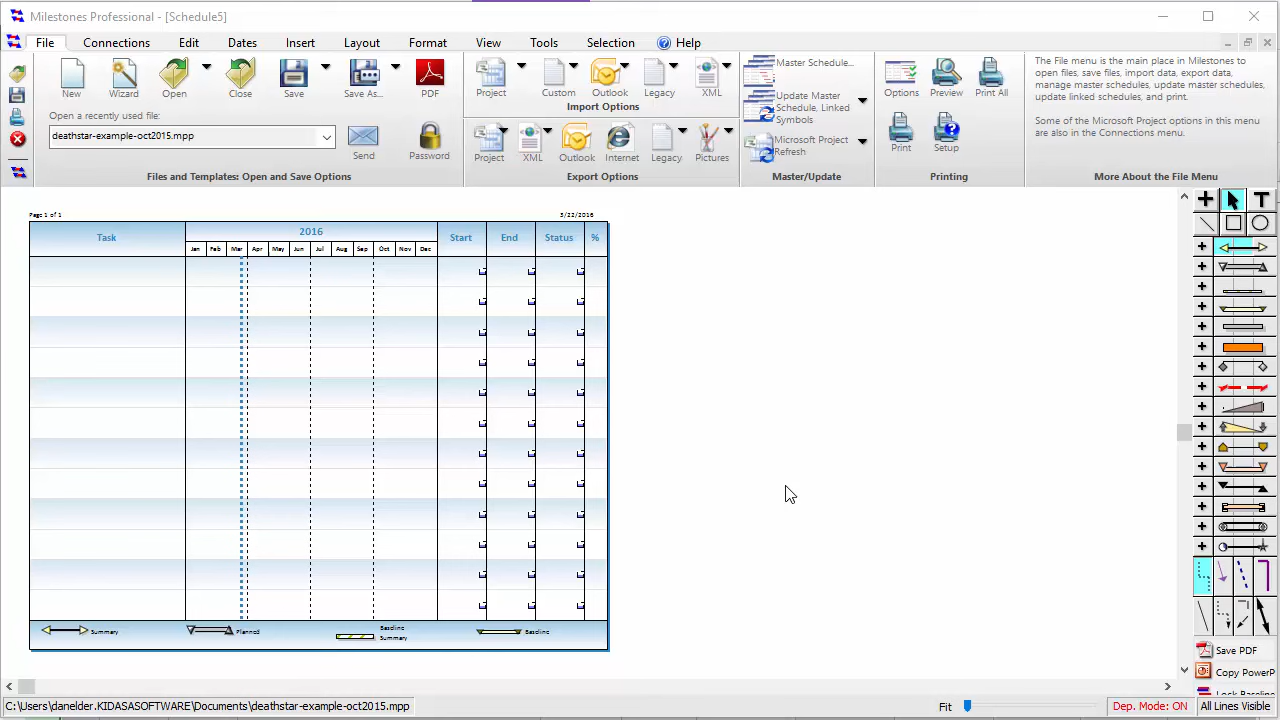 Milestones Professional - [Schedule5]
File Connections Edit Dates Insert Layout Format View Tools Selection Help
New Wizard Open Close Save Save As... PDF
Open a recently used file:
deathstar-example-oct2015.mpp
Send Password
Files and Templates: Open and Save Options
Project Custom Outlook Legacy XML
Import Options
Project XML Outlook Internet Legacy Pictures
Export Options
Master Schedule...
Update Master
Schedule, Linked
Symbols
Microsoft Project
Refresh
Master/Update
Options Preview Print All
Print Setup
Printing
The File menu is the main place in Milestones to
open files, save files, import data, export data,
manage master schedules, update master schedules,
update linked schedules, and print.
Some of the Microsoft Project options in this menu
are also in the Connections menu.
More About the File Menu
Page 1 of 1 3/22/2016
Task 2016 Start End Status %
Jan Feb Mar Apr May Jun Jul Aug Sep Oct Nov Dec
Summary Planned Baseline
Summary Baseline
Save PDF
Copy PowerP
Lock Baseline
C:\Users\danelder.KIDASASOFTWARE\Documents\deathstar-example-oct2015.mpp Fit Dep. Mode: ON All Lines Visible